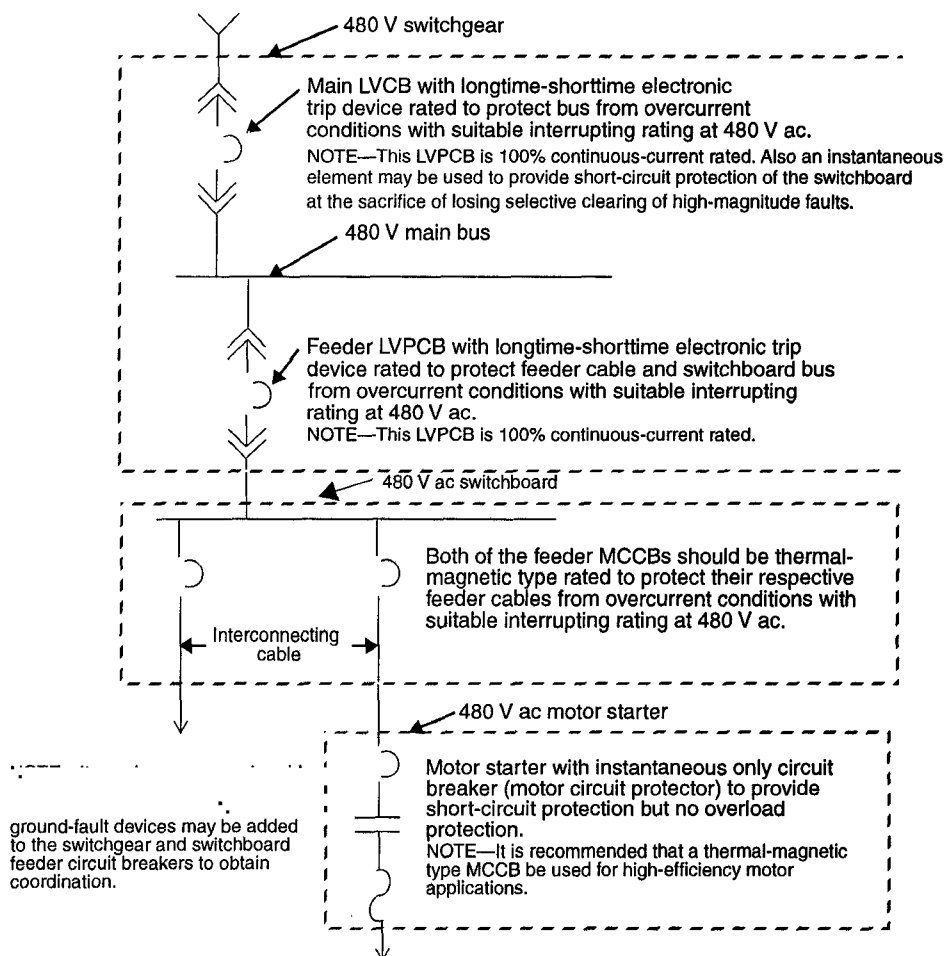 480 V switchgear
Main LVCB with longtime-shorttime electronic
trip device rated to protect bus from overcurrent
conditions with suitable interrupting rating at 480 V ac.
NOTE—This LVPCB is 100% continuous-current rated. Also an instantaneous
element may be used to provide short-circuit protection of the switchboard
at the sacrifice of losing selective clearing of high-magnitude faults.
480 V main bus
Feeder LVPCB with longtime-shorttime electronic trip
device rated to protect feeder cable and switchboard bus
from overcurrent conditions with suitable interrupting
rating at 480 V ac.
NOTE—This LVPCB is 100% continuous-current rated.
480 V ac switchboard
Both of the feeder MCCBs should be thermal-
magnetic type rated to protect their respective
feeder cables from overcurrent conditions with
suitable interrupting rating at 480 V ac.
Interconnecting
cable
480 V ac motor starter
Motor starter with instantaneous only circuit
breaker (motor circuit protector) to provide
short-circuit protection but no overload
protection.
NOTE—It is recommended that a thermal-magnetic
type MCCB be used for high-efficiency motor
applications.
ground-fault devices may be added
to the switchgear and switchboard
feeder circuit breakers to obtain
coordination.